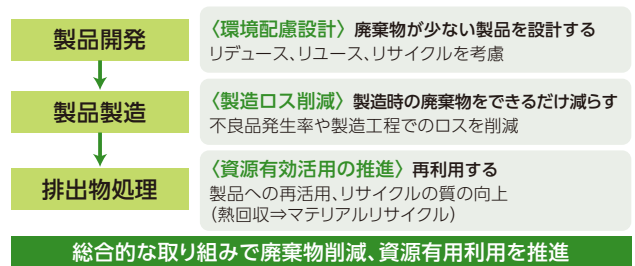 製品開発
〈環境配慮設計〉廃棄物が少ない製品を設計する
リデュース、リユース、リサイクルを考慮
製品製造
〈製造ロス削減〉製造時の廃棄物をできるだけ減らす
不良品発生率や製造工程でのロスを削減
排出物処理
〈資源有効活用の推進〉再利用する
製品への再活用、リサイクルの質の向上
（熱回収⇒マテリアルリサイクル）
総合的な取り組みで廃棄物削減、資源有用利用を推進